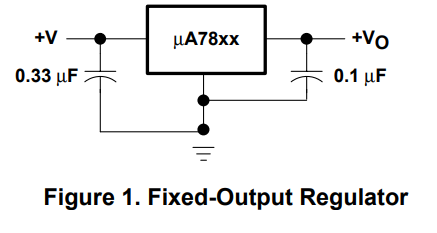 +V
µA78xx
+VO
0.33 µF
0.1 µF
Figure 1. Fixed-Output Regulator